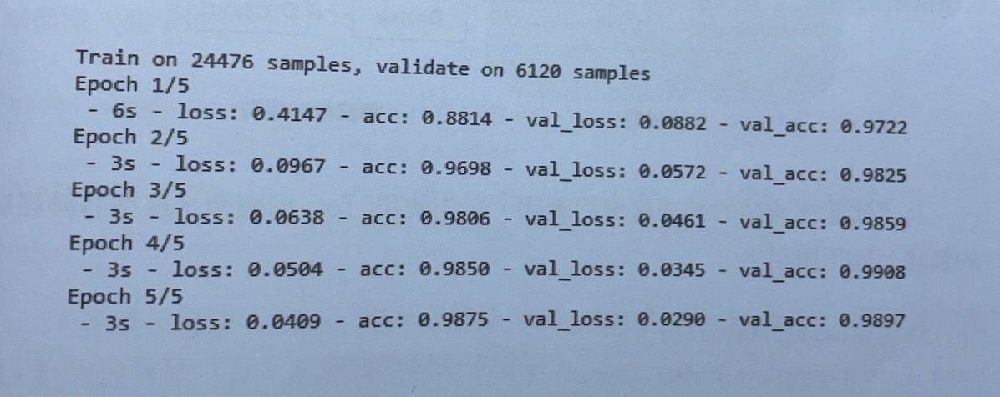 Train on 24476 samples, validate on 6120 samples
Epoch 1/5
- 6s - loss: 0.4147 - acc: 0.8814 - val_loss: 0.0882 - val_acc: 0.9722
Epoch 2/5
- 3s - loss: 0.0967 - acc: 0.9698 - val_loss: 0.0572 - val_acc: 0.9825
Epoch 3/5
- 3s - loss: 0.0638 - acc: 0.9806 - val_loss: 0.0461 - val_acc: 0.9859
Epoch 4/5
- 3s - loss: 0.0504 - acc: 0.9850 - val_loss: 0.0345 - val_acc: 0.9908
Epoch 5/5
- 3s - loss: 0.0409 - acc: 0.9875 - val_loss: 0.0290 - val_acc: 0.9897